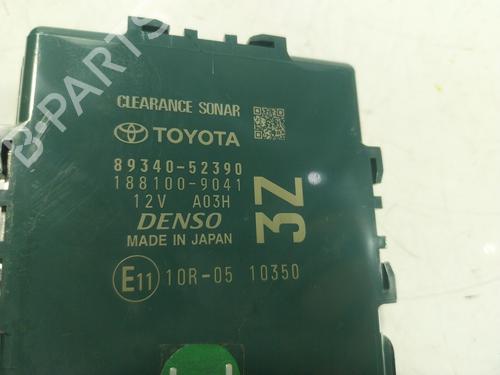 B-PARTS
CLEARANCE SONAR
TOYOTA
89340-52390
188100-9041
12V A03H
DENSO
MADE IN JAPAN
3Z
E11 10R-05 10350